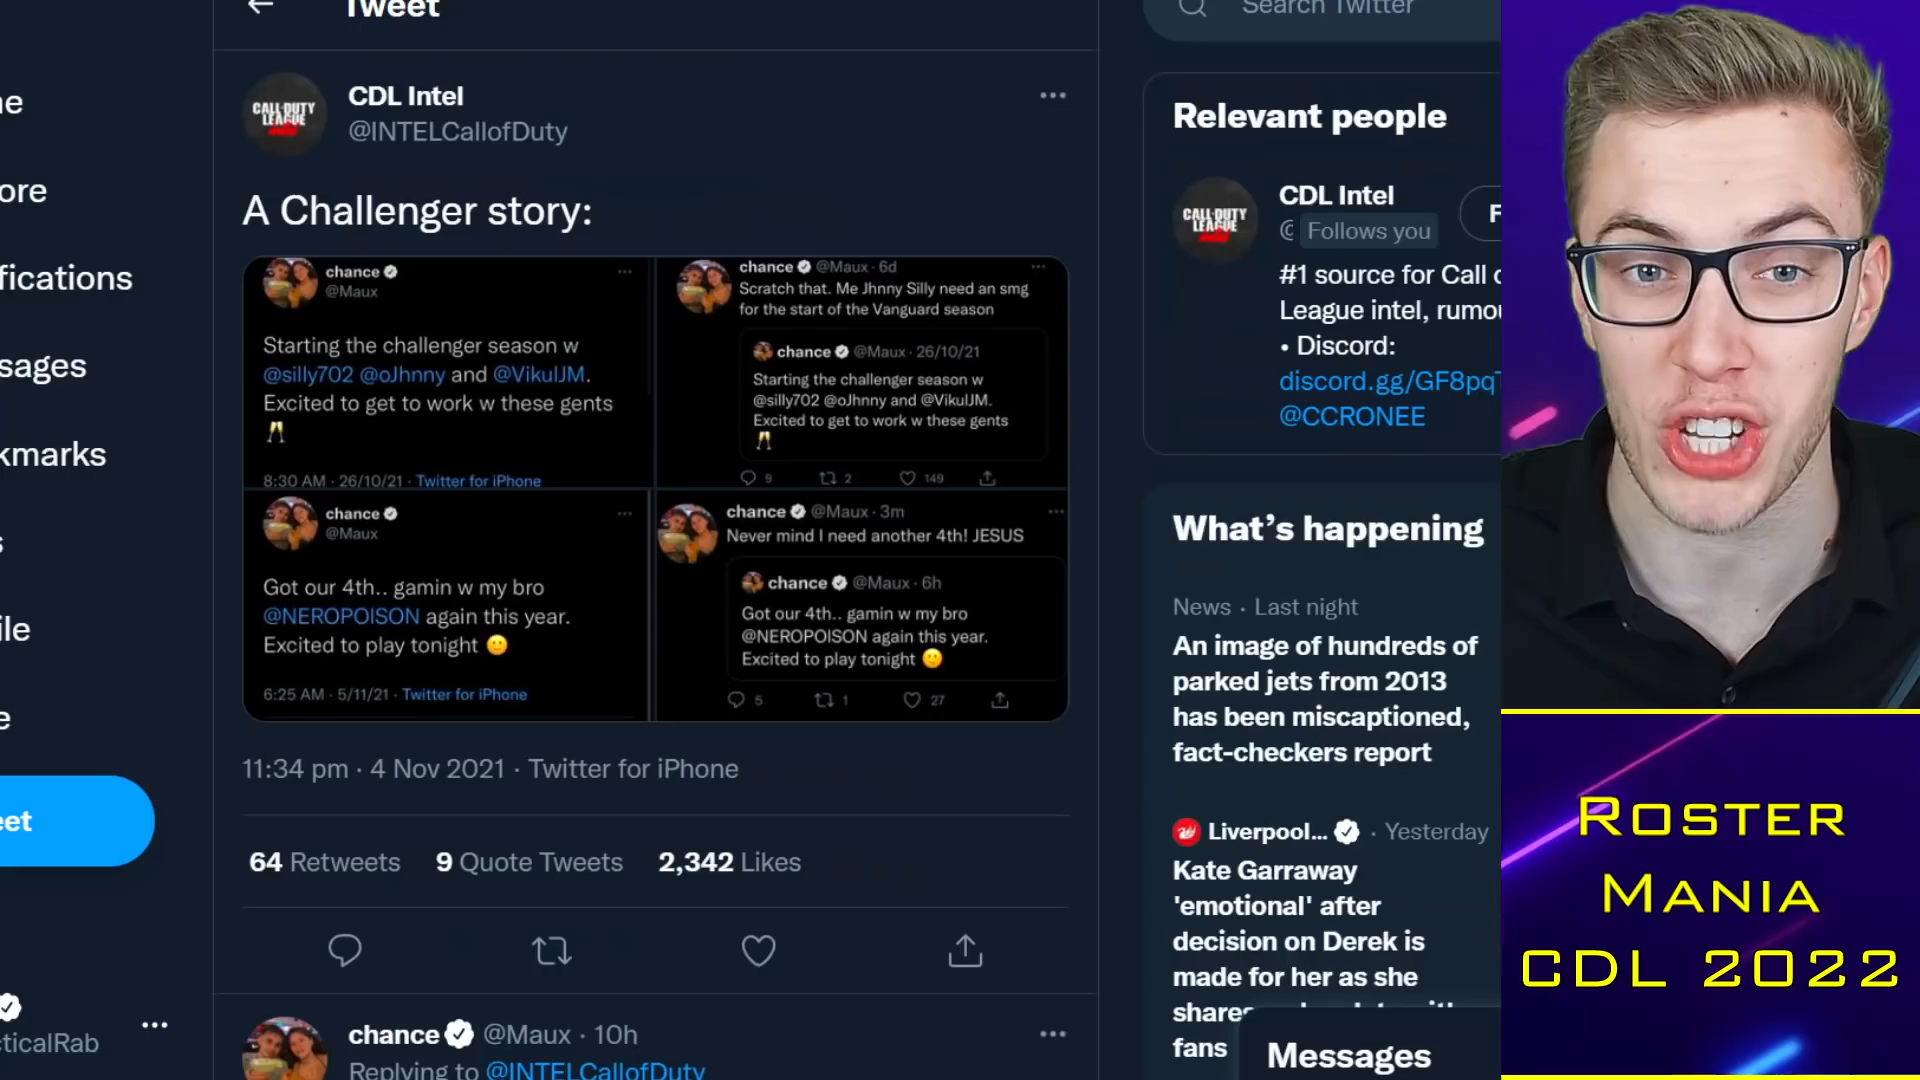 Tweet
Search Twitter
CDL Intel
@INTELCallofDuty
A Challenger story:
CALL DUTY
LEAGUE
chance
@Maux
Starting the challenger season w
@silly702 @oJhnny and @VikulJM.
Excited to get to work w these gents
8:30 AM · 26/10/21 · Twitter for iPhone
chance @Maux · 6d
Scratch that. Me Jhnny Silly need an smg
for the start of the Vanguard season
chance @Maux · 26/10/21
Starting the challenger season w
@silly702 @oJhnny and @VikulJM.
Excited to get to work w these gents
9 2 149
chance
@Maux
Got our 4th.. gamin w my bro
@NEROPOISON again this year.
Excited to play tonight
6:25 AM · 5/11/21 · Twitter for iPhone
chance @Maux · 3m
Never mind I need another 4th! JESUS
chance @Maux · 6h
Got our 4th.. gamin w my bro
@NEROPOISON again this year.
Excited to play tonight
5 1 27
11:34 pm · 4 Nov 2021 · Twitter for iPhone
64 Retweets 9 Quote Tweets 2,342 Likes
chance @Maux · 10h
Replying to @INTELCallofDuty
ne
ore
fications
sages
kmarks
s
ile
e
eet
cticalRab
Relevant people
CALL DUTY
LEAGUE
CDL Intel
@ Follows you
F
#1 source for Call o
League intel, rumou
• Discord:
discord.gg/GF8pqT
@CCRONEE
What's happening
News · Last night
An image of hundreds of
parked jets from 2013
has been miscaptioned,
fact-checkers report
Liverpool... · Yesterday
Kate Garraway
'emotional' after
decision on Derek is
made for her as she
shares
fans
Messages
Roster
Mania
CDL 2022